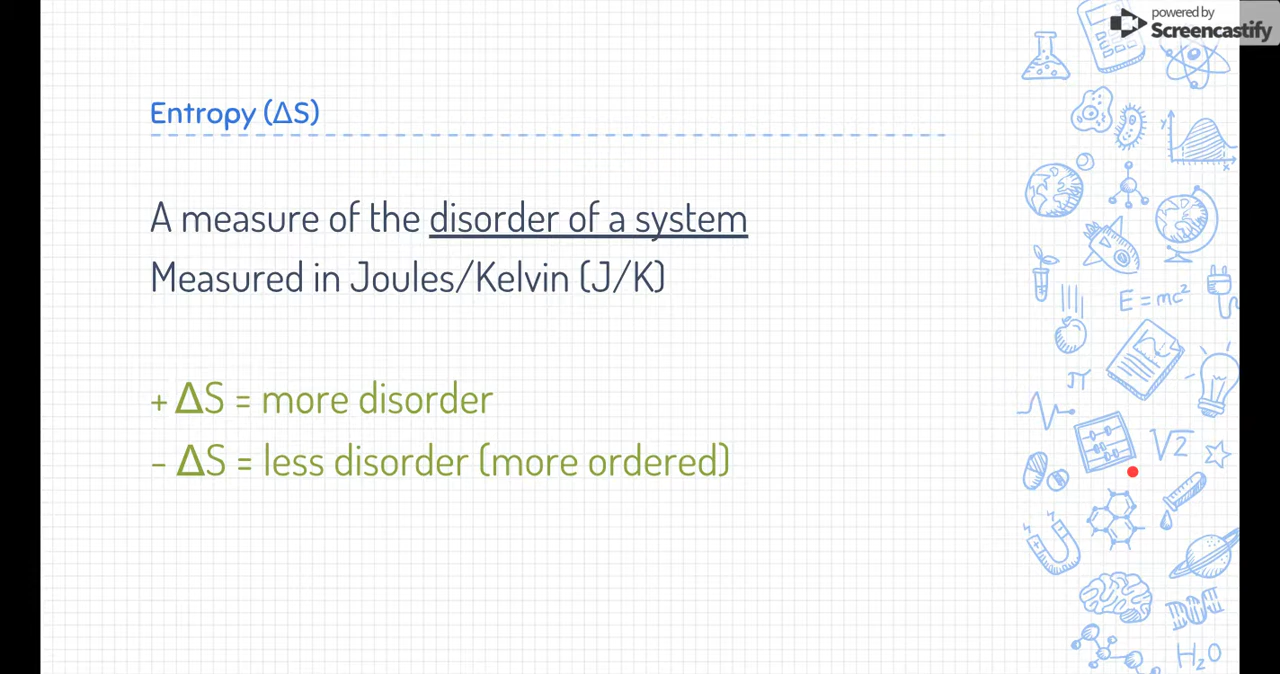 powered by
Screencastify
Entropy (ΔS)
A measure of the disorder of a system
Measured in Joules/Kelvin (J/K)
+ ΔS = more disorder
- ΔS = less disorder (more ordered)
y
x
E = mc²
π
√2
H₂O